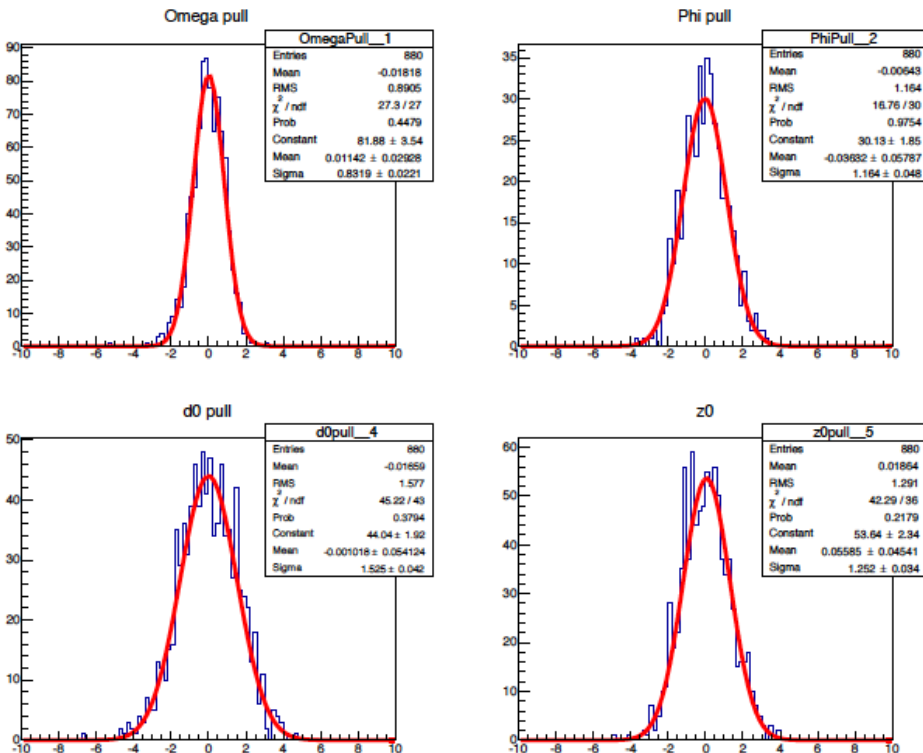 Omega pull
OmegaPull__1
Entries 880
Mean -0.01818
RMS 0.8905
χ² / ndf 27.3 / 27
Prob 0.4479
Constant 81.88 ± 3.54
Mean 0.01142 ± 0.02928
Sigma 0.8319 ± 0.0221
90
80
70
60
50
40
30
20
10
0
-10 -8 -6 -4 -2 0 2 4 6 8 10
Phi pull
PhiPull__2
Entries 880
Mean -0.00643
RMS 1.164
χ² / ndf 16.76 / 30
Prob 0.9754
Constant 30.13 ± 1.85
Mean -0.03632 ± 0.05787
Sigma 1.164 ± 0.048
35
30
25
20
15
10
5
0
-10 -8 -6 -4 -2 0 2 4 6 8 10
d0 pull
d0pull__4
Entries 880
Mean -0.01659
RMS 1.577
χ² / ndf 45.22 / 43
Prob 0.3794
Constant 44.04 ± 1.92
Mean -0.001018 ± 0.054124
Sigma 1.525 ± 0.042
50
40
30
20
10
0
-10 -8 -6 -4 -2 0 2 4 6 8 10
z0
z0pull__5
Entries 880
Mean 0.01864
RMS 1.291
χ² / ndf 42.29 / 36
Prob 0.2179
Constant 53.64 ± 2.34
Mean 0.05585 ± 0.04541
Sigma 1.252 ± 0.034
60
50
40
30
20
10
0
-10 -8 -6 -4 -2 0 2 4 6 8 10